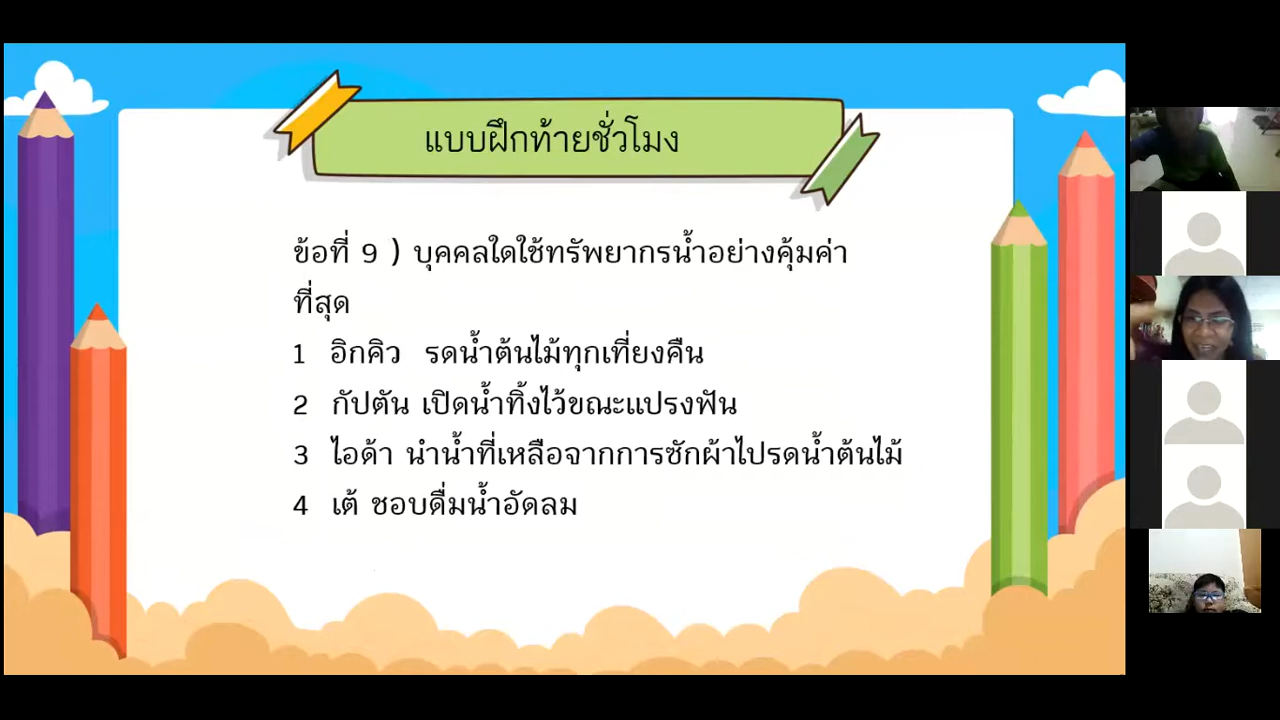 แบบฝึกท้ายชั่วโมง
ข้อที่ 9 ) บุคคลใดใช้ทรัพยากรน้ำอย่างคุ้มค่า
ที่สุด
1 อิกคิว รดน้ำต้นไม้ทุกเที่ยงคืน
2 กัปตัน เปิดน้ำทิ้งไว้ขณะแปรงฟัน
3 ไอด้า นำน้ำที่เหลือจากการซักผ้าไปรดน้ำต้นไม้
4 เต้ ชอบดื่มน้ำอัดลม